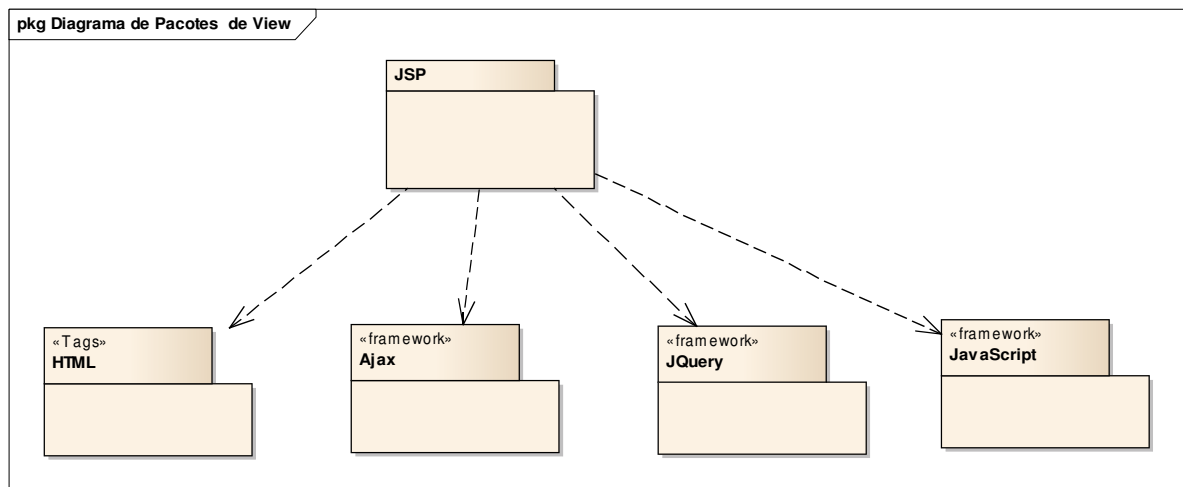 pkg Diagrama de Pacotes de View
JSP
«Tags»
HTML
«framework»
Ajax
«framework»
JQuery
«framework»
JavaScript